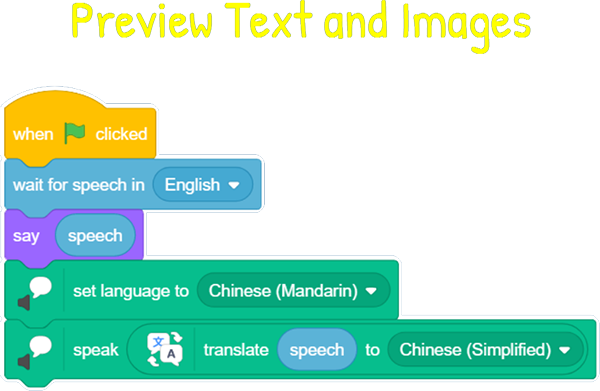 Preview Text and Images
when clicked
wait for speech in English
say speech
set language to Chinese (Mandarin)
文 A
speak translate speech to Chinese (Simplified)